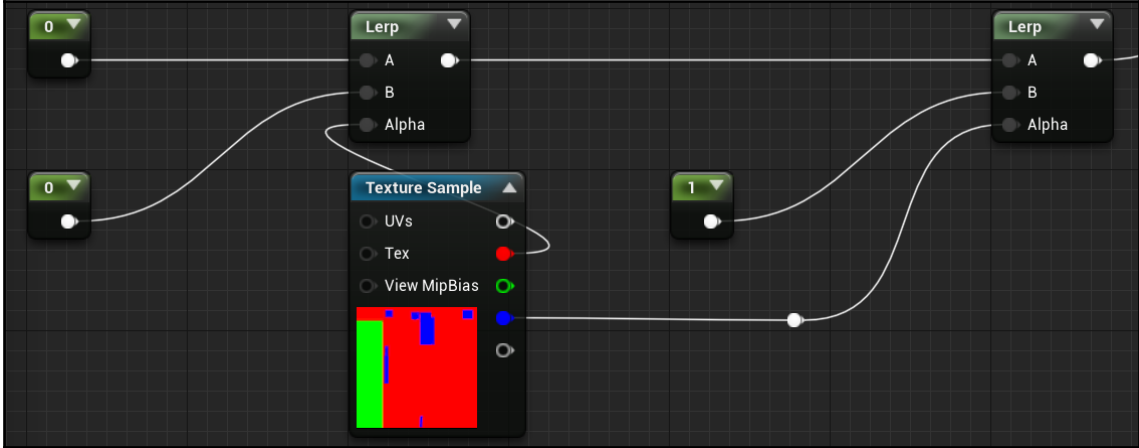 0
Lerp
A
B
Alpha
0
Texture Sample
UVs
Tex
View MipBias
1
Lerp
A
B
Alpha